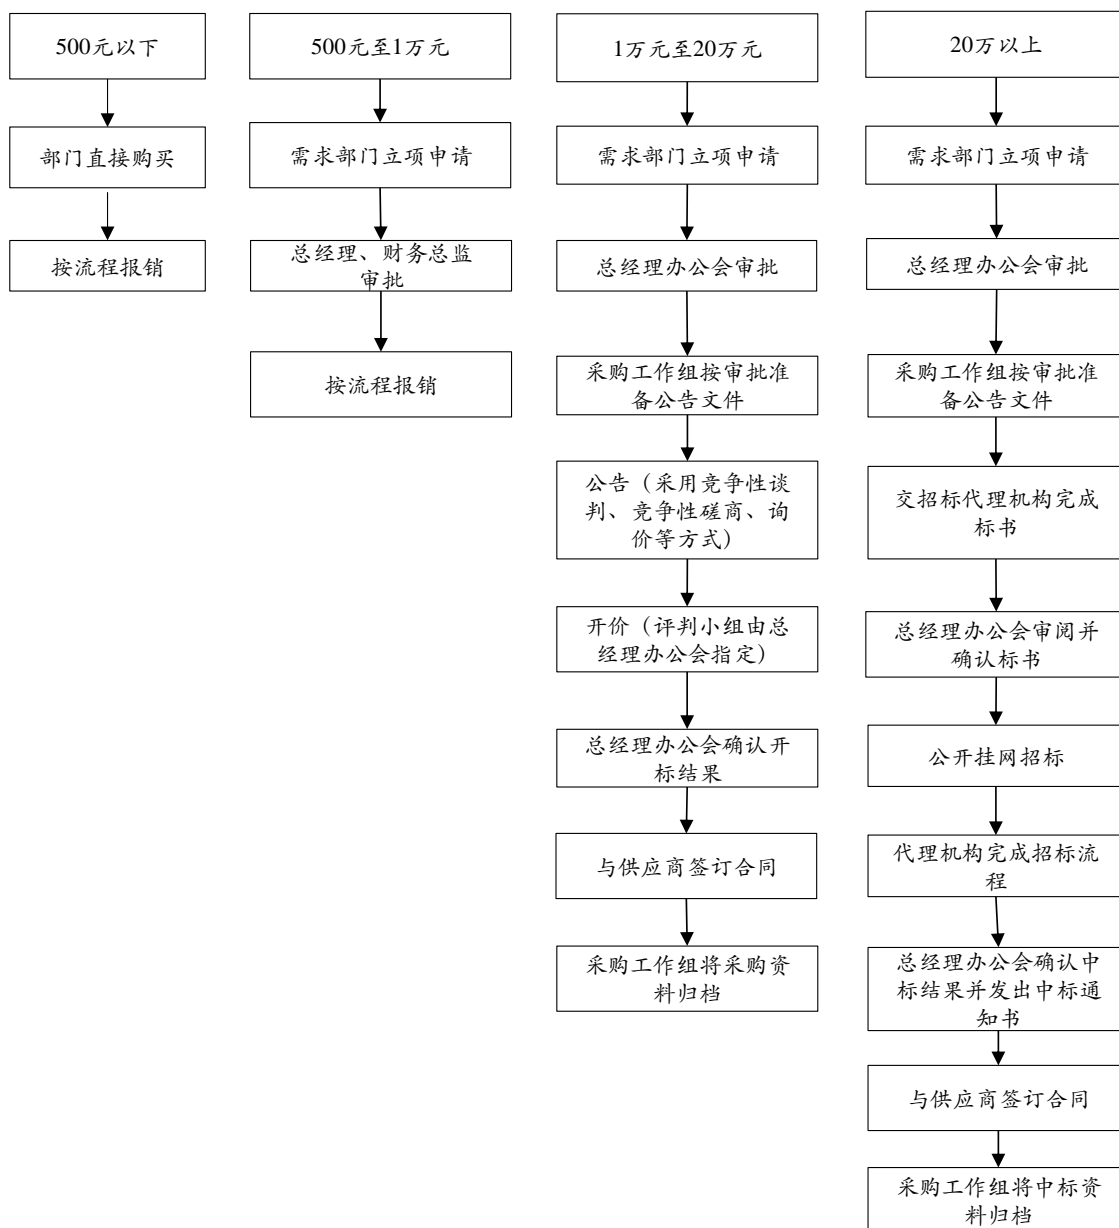 500元以下
部门直接购买
按流程报销
500元至1万元
需求部门立项申请
总经理、财务总监
审批
按流程报销
1万元至20万元
需求部门立项申请
总经理办公会审批
采购工作组按审批准
备公告文件
公告（采用竞争性谈
判、竞争性磋商、询
价等方式）
开价（评判小组由总
经理办公会指定）
总经理办公会确认开
标结果
与供应商签订合同
采购工作组将采购资
料归档
20万以上
需求部门立项申请
总经理办公会审批
采购工作组按审批准
备公告文件
交招标代理机构完成
标书
总经理办公会审阅并
确认标书
公开挂网招标
代理机构完成招标流
程
总经理办公会确认中
标结果并发出中标通
知书
与供应商签订合同
采购工作组将中标资
料归档